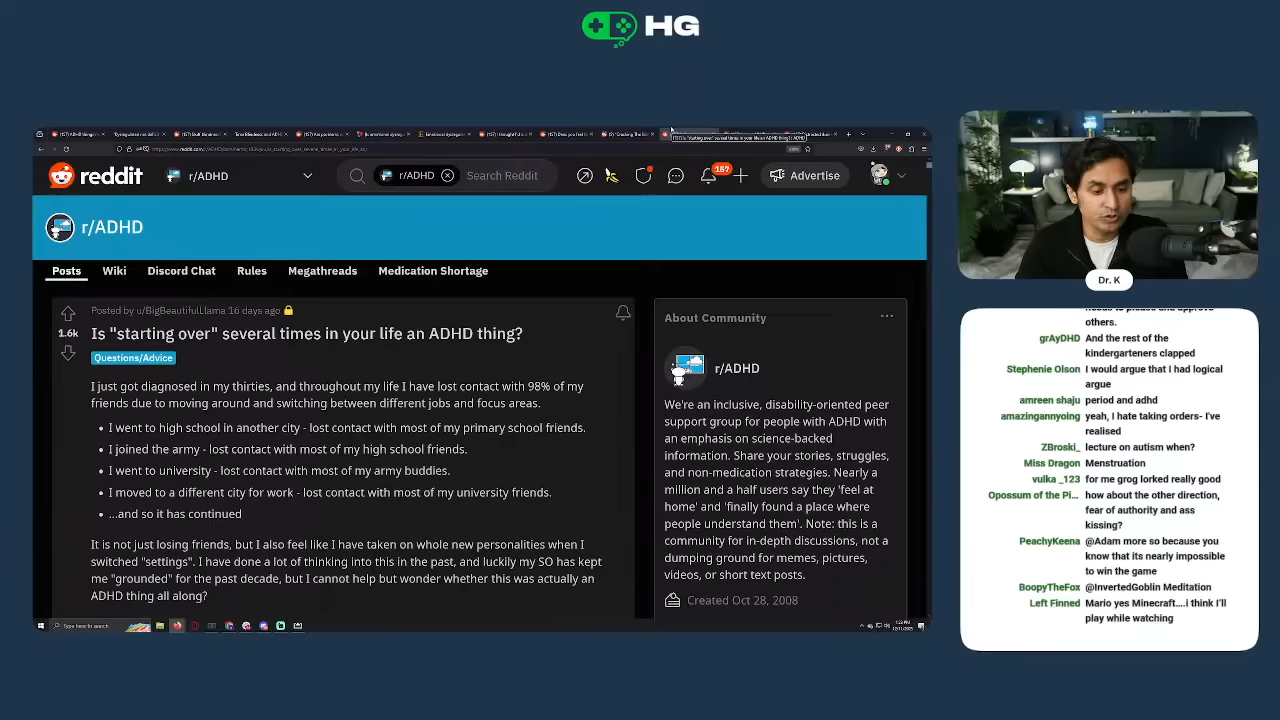 HG
reddit
r/ADHD
r/ADHD
Search Reddit
157
Advertise
r/ADHD
Posts
Wiki
Discord Chat
Rules
Megathreads
Medication Shortage
Posted by u/BigBeautifulLlama 16 days ago
1.6k
Is "starting over" several times in your life an ADHD thing?
Questions/Advice
I just got diagnosed in my thirties, and throughout my life I have lost contact with 98% of my
friends due to moving around and switching between different jobs and focus areas.
• I went to high school in another city - lost contact with most of my primary school friends.
• I joined the army - lost contact with most of my high school friends.
• I went to university - lost contact with most of my army buddies.
• I moved to a different city for work - lost contact with most of my university friends.
• ...and so it has continued
It is not just losing friends, but I also feel like I have taken on whole new personalities when I
switched "settings". I have done a lot of thinking into this in the past, and luckily my SO has kept
me "grounded" for the past decade, but I cannot help but wonder whether this was actually an
ADHD thing all along?
About Community
r/ADHD
We're an inclusive, disability-oriented peer
support group for people with ADHD with
an emphasis on science-backed
information. Share your stories, struggles,
and non-medication strategies. Nearly a
million and a half users say they 'feel at
home' and 'finally found a place where
people understand them'. Note: this is a
community for in-depth discussions, not a
dumping ground for memes, pictures,
videos, or short text posts.
Created Oct 28, 2008
Type here to search
Dr. K
needs to please and approve
others.
grAyDHD And the rest of the
kindergarteners clapped
Stephenie Olson I would argue that I had logical
argue
amreen shaju period and adhd
amazingannyoing yeah, I hate taking orders- I've
realised
ZBroski_ lecture on autism when?
Miss Dragon Menstruation
vulka _123 for me grog lorked really good
Opossum of the Pi... how about the other direction,
fear of authority and ass
kissing?
PeachyKeena @Adam more so because you
know that its nearly impossible
to win the game
BoopyTheFox @InvertedGoblin Meditation
Left Finned Mario yes Minecraft....i think I'll
play while watching